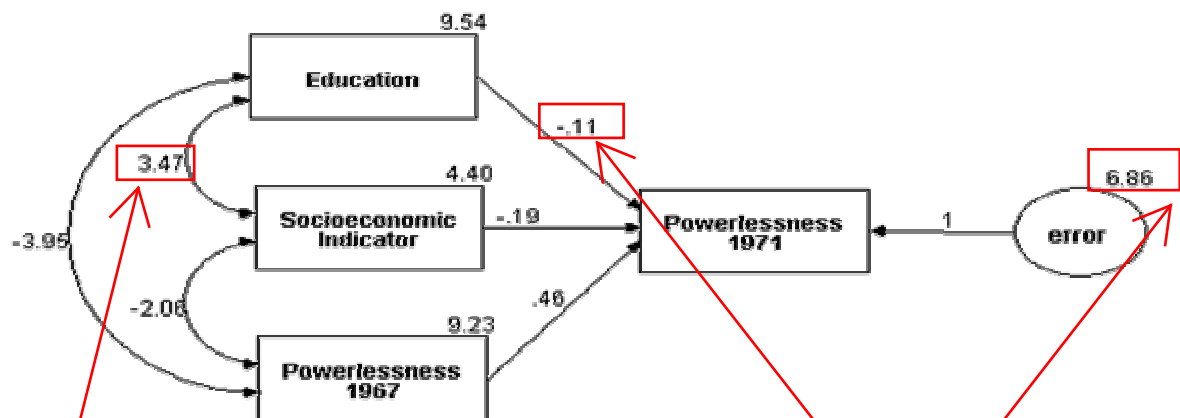 9.54
Education
-.11
3.47
4.40
6.86
Socioeconomic
Indicator
-.19
Powerlessness
1971
1
error
-3.95
-2.06
.46
9.23
Powerlessness
1967